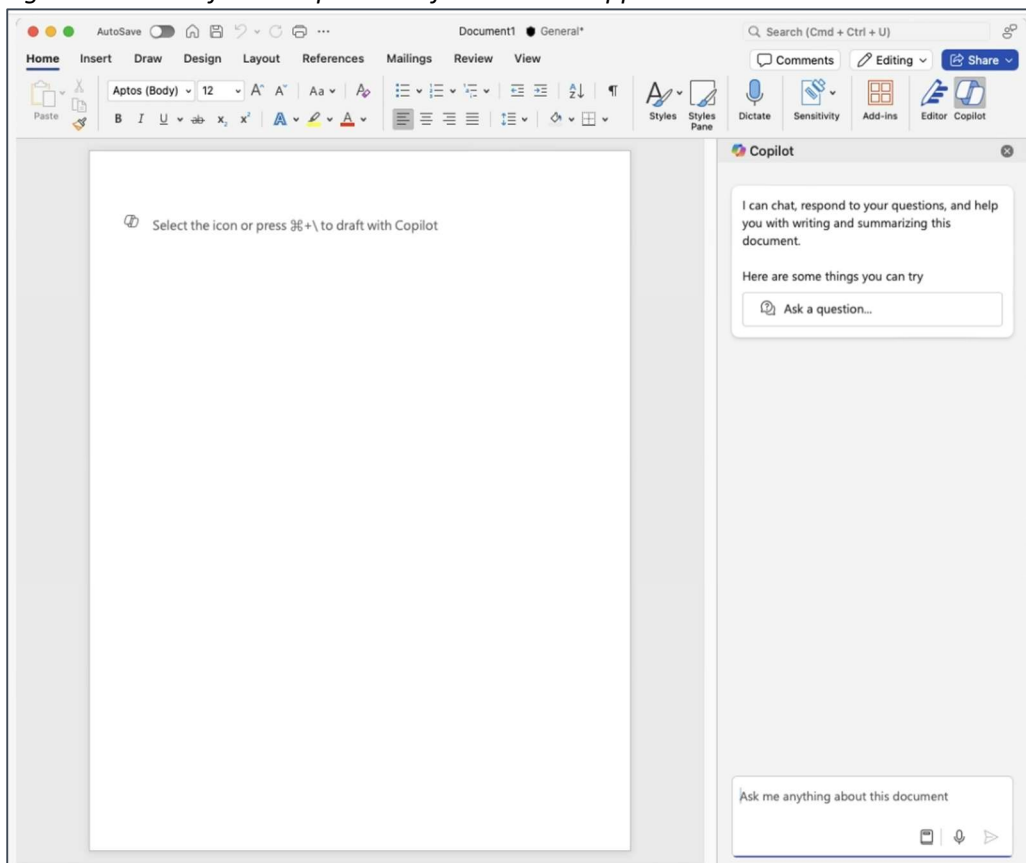 AutoSave Document1 General* Search (Cmd + Ctrl + U)
Home Insert Draw Design Layout References Mailings Review View Comments Editing Share
Paste Aptos (Body) 12 A^ A˅ Aa A
B I U ab x₂ x² A A
Styles Styles Pane Dictate Sensitivity Add-ins Editor Copilot
Copilot
Select the icon or press ⌘+\ to draft with Copilot
I can chat, respond to your questions, and help
you with writing and summarizing this
document.
Here are some things you can try
Ask a question...
Ask me anything about this document